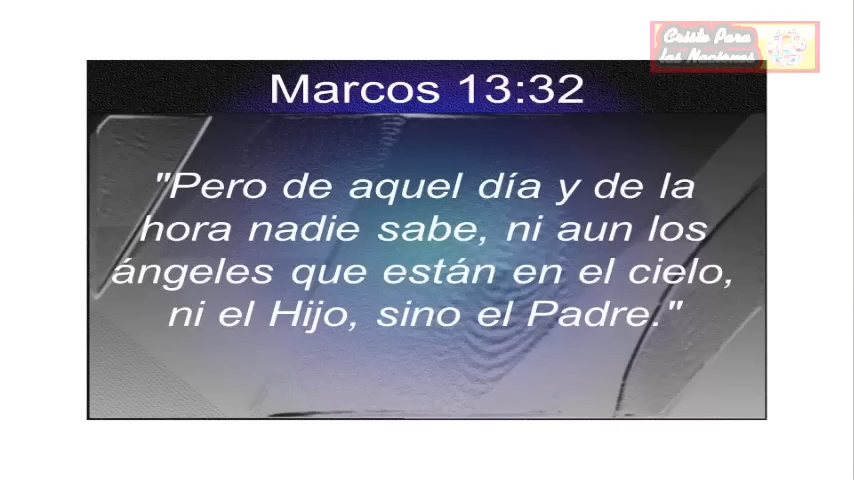 Cristo Para
las Naciones
Marcos 13:32
"Pero de aquel día y de la
hora nadie sabe, ni aun los
ángeles que están en el cielo,
ni el Hijo, sino el Padre."